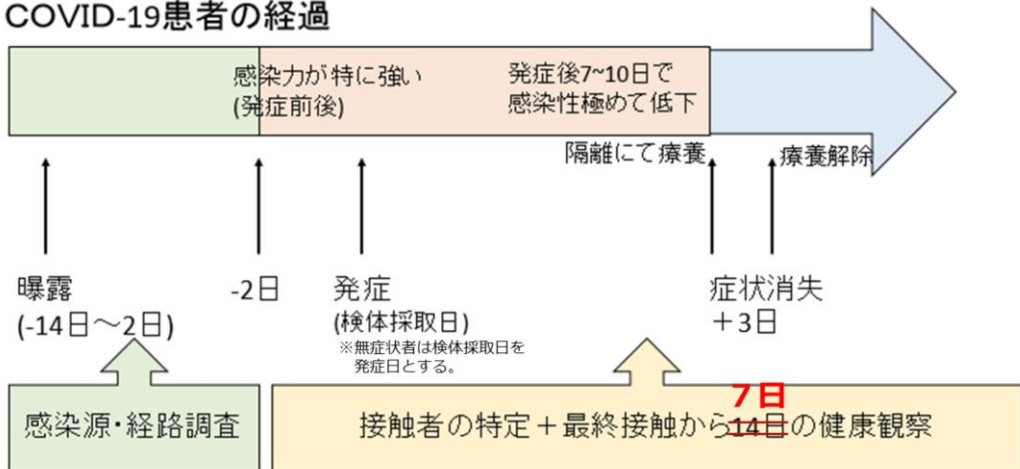 COVID-19患者の経過
感染力が特に強い
(発症前後)
発症後7~10日で
感染性極めて低下
隔離にて療養
療養解除
曝露
(-14日～2日)
-2日
発症
(検体採取日)
※無症状者は検体採取日を
発症日とする。
症状消失
＋3日
感染源・経路調査
7日
接触者の特定＋最終接触から14日の健康観察